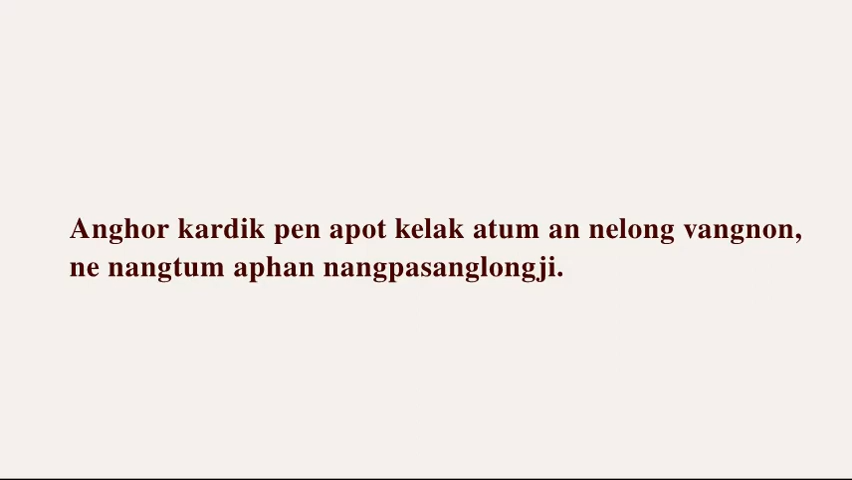 Anghor kardik pen apot kelak atum an nelong vangnon,
ne nangtum aphan nangpasanglongji.